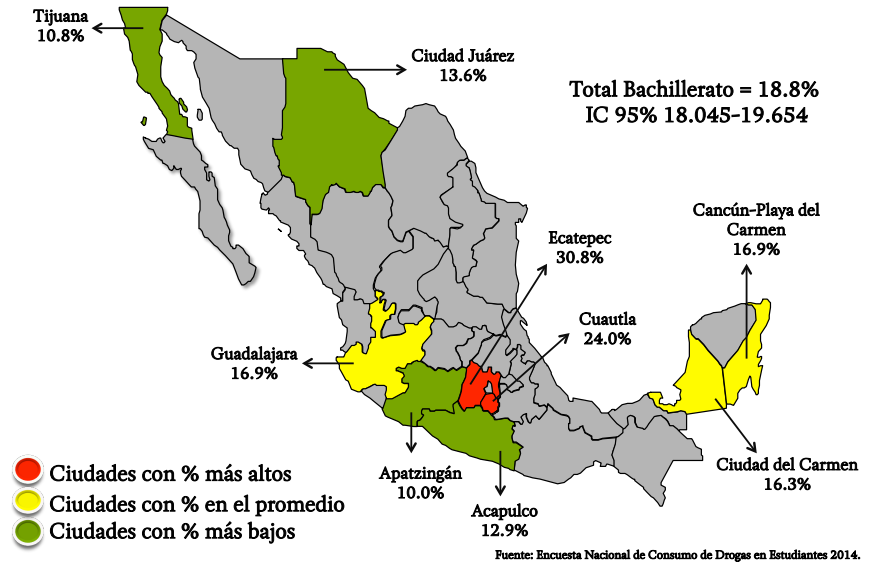 Tijuana
10.8%
Ciudad Juárez
13.6%
Total Bachillerato = 18.8%
IC 95% 18.045-19.654
Cancún-Playa del
Carmen
16.9%
Ecatepec
30.8%
Cuautla
24.0%
Guadalajara
16.9%
Ciudad del Carmen
16.3%
Apatzingán
10.0%
Acapulco
12.9%
Ciudades con % más altos
Ciudades con % en el promedio
Ciudades con % más bajos
Fuente: Encuesta Nacional de Consumo de Drogas en Estudiantes 2014.